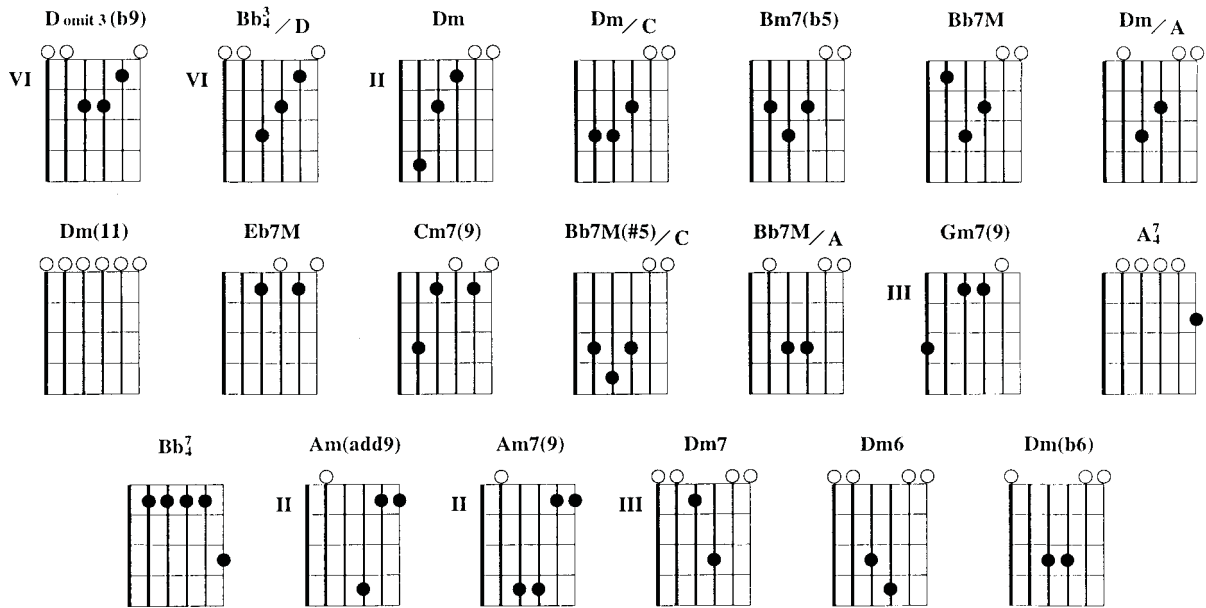 D omit 3 (b9) Bb3/4 / D Dm Dm / C Bm7(b5) Bb7M Dm / A
VI VI II
Dm(11) Eb7M Cm7(9) Bb7M(#5) / C Bb7M / A Gm7(9) A7/4
III
Bb7/4 Am(add9) Am7(9) Dm7 Dm6 Dm(b6)
II II III